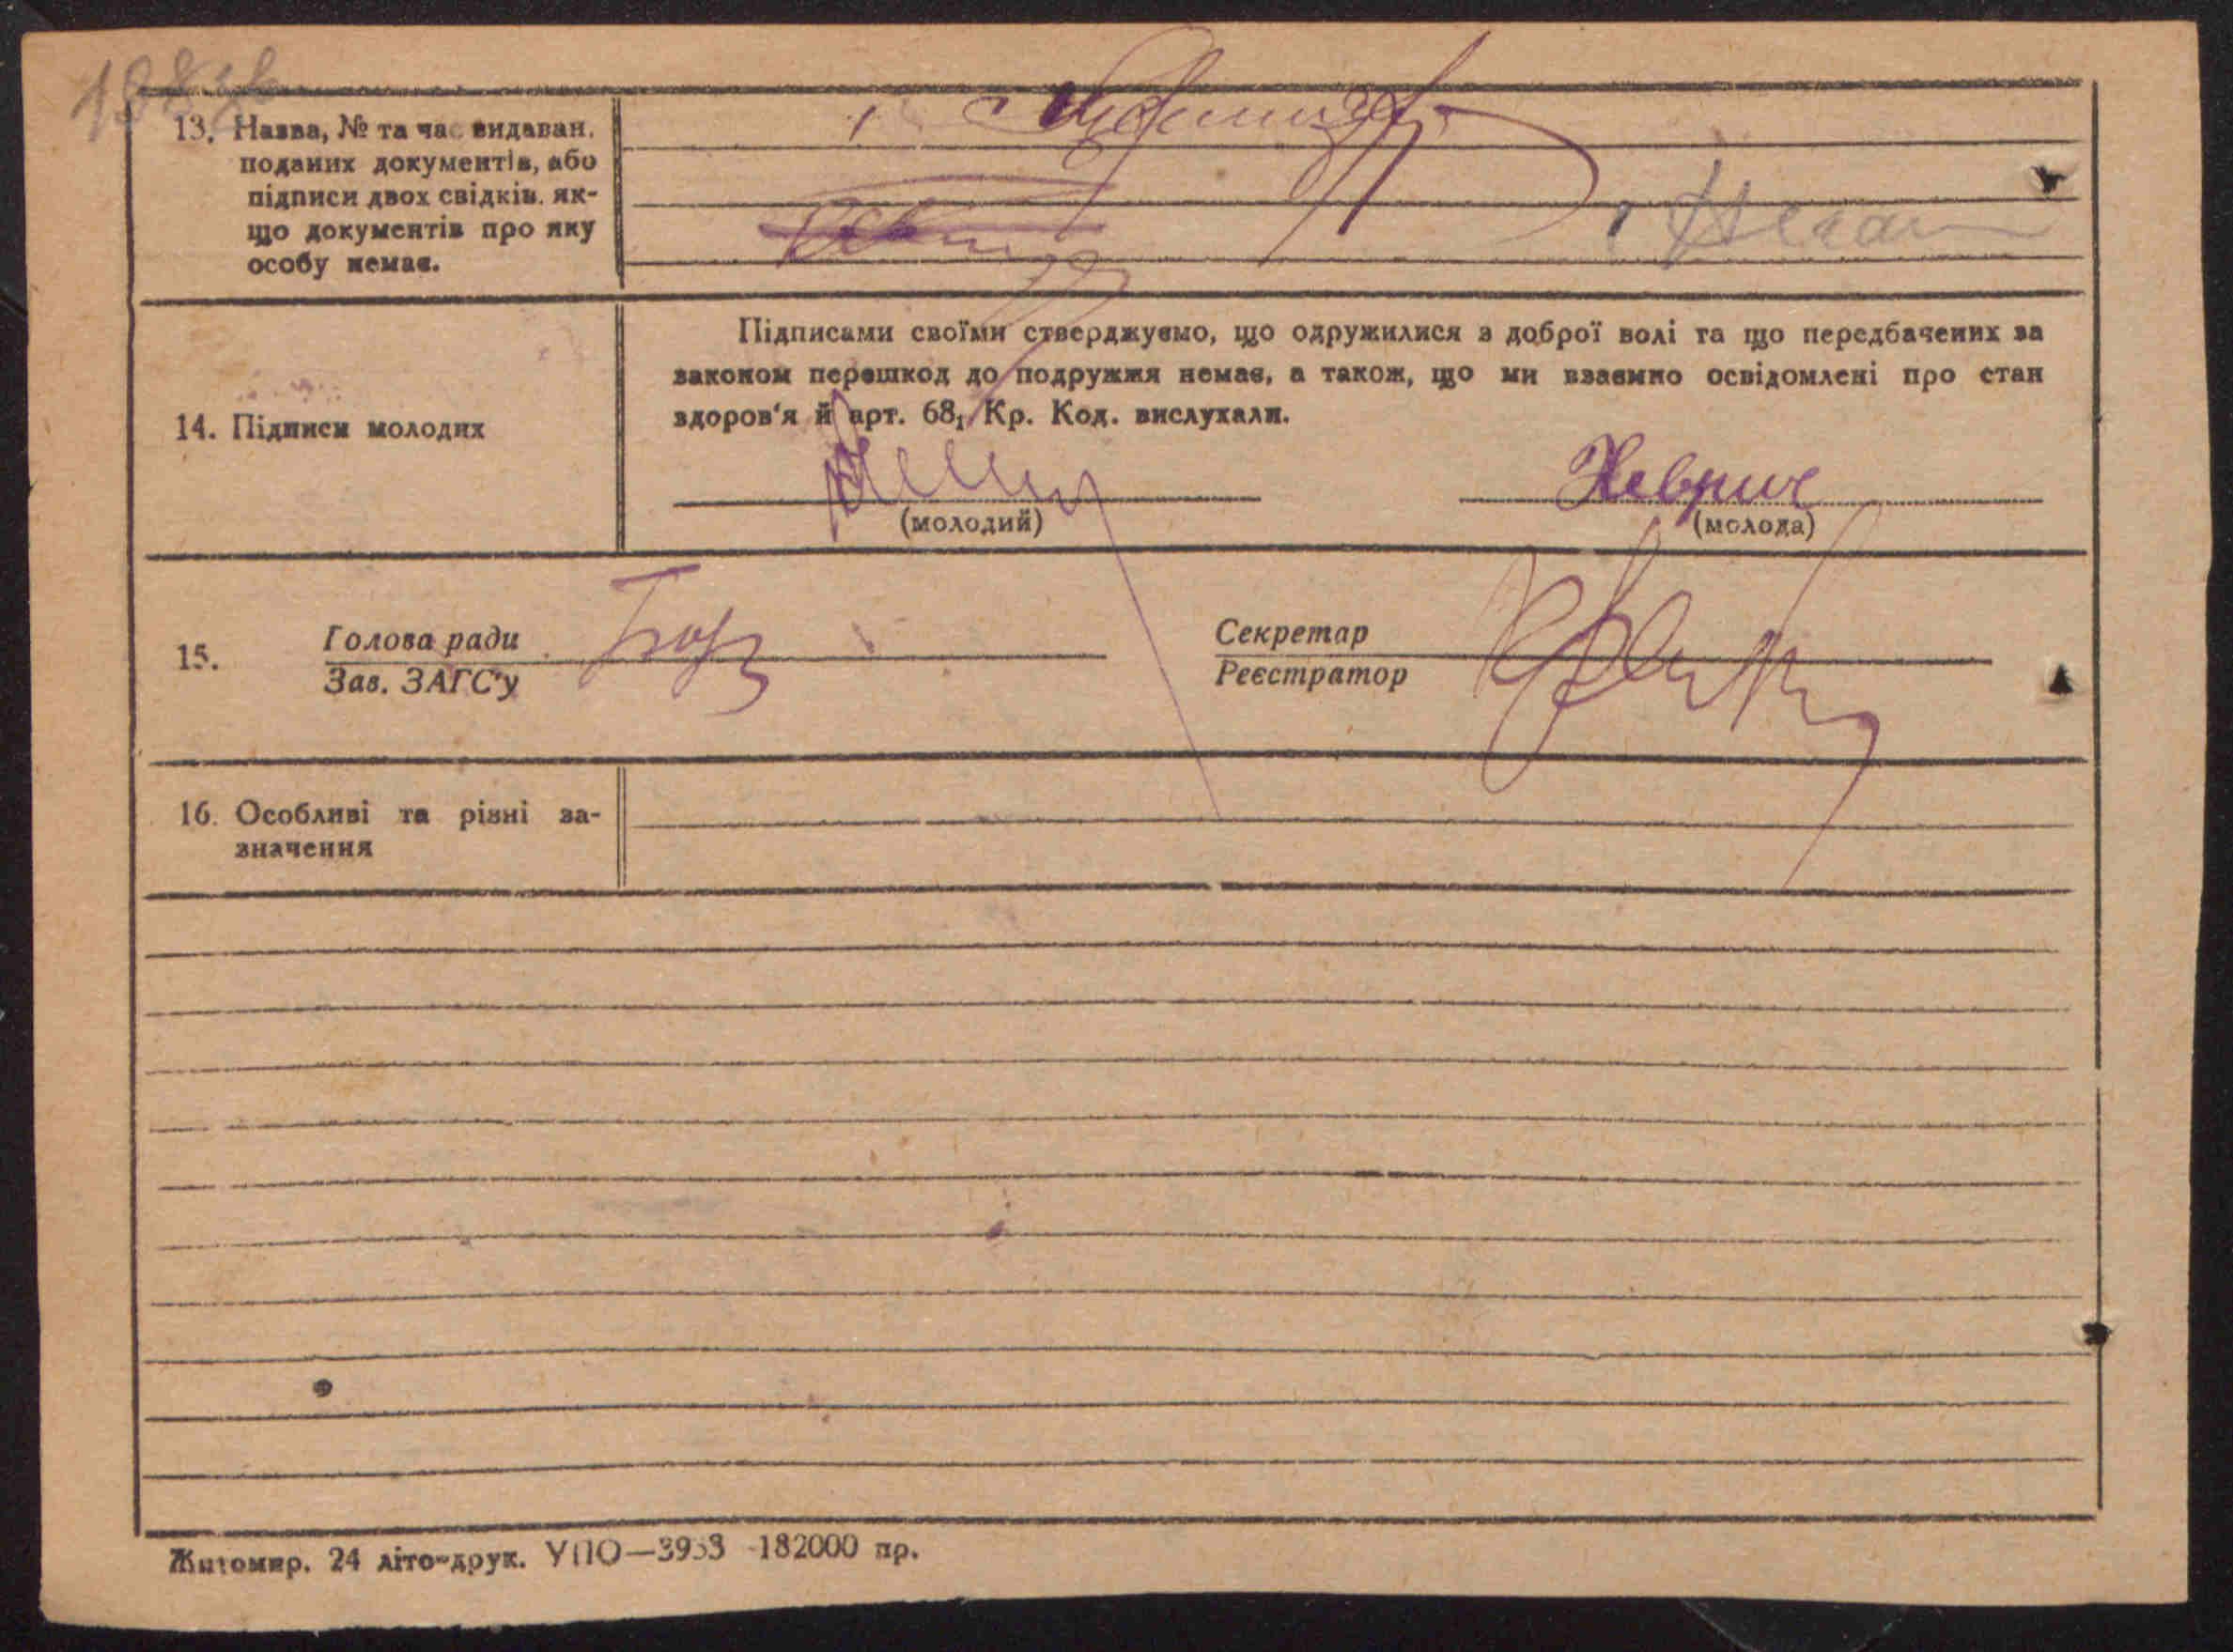 13. Назва, № та час видаван.
поданих документів, або
підписи двох свідків, як-
що документів про яку
особу немає.
Підписами своїми стверджуємо, що одружилися з доброї волі та що передбачених за
законом перешкод до подружжя немає, а також, що ми взаємно освідомлені про стан
здоров'я й арт. 68₁ Кр. Код. вислухали.
14. Підписи молодих
(молодий)
(молода)
15.
Голова ради
Зав. ЗАГС'у
Секретар
Реєстратор
16. Особливі та різні за-
значення
Житомир. 24 літо-друк. УПО—3953 -182000 пр.